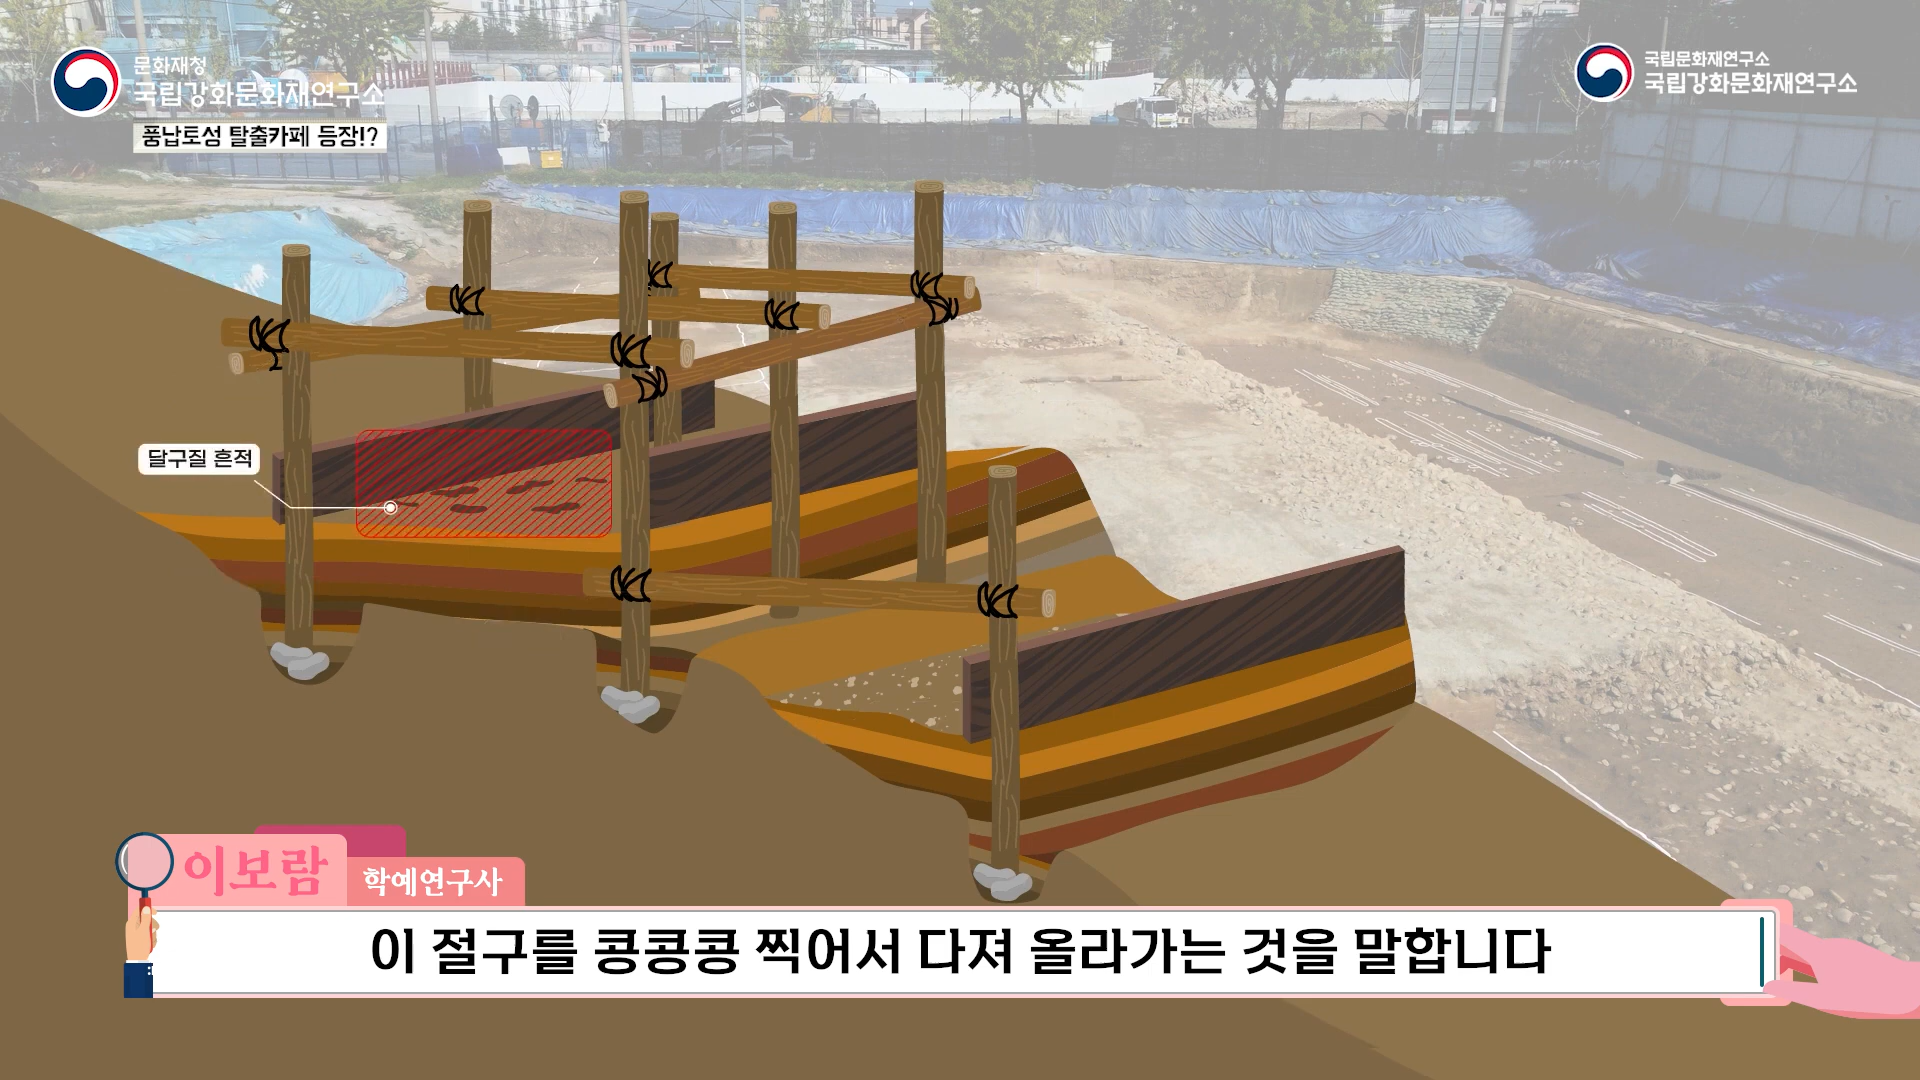 문화재청
국립강화문화재연구소
풍납토성 탈출카페 등장!?
국립문화재연구소
국립강화문화재연구소
달구질 흔적
이보람
학예연구사
이 절구를 콩콩콩 찍어서 다져 올라가는 것을 말합니다